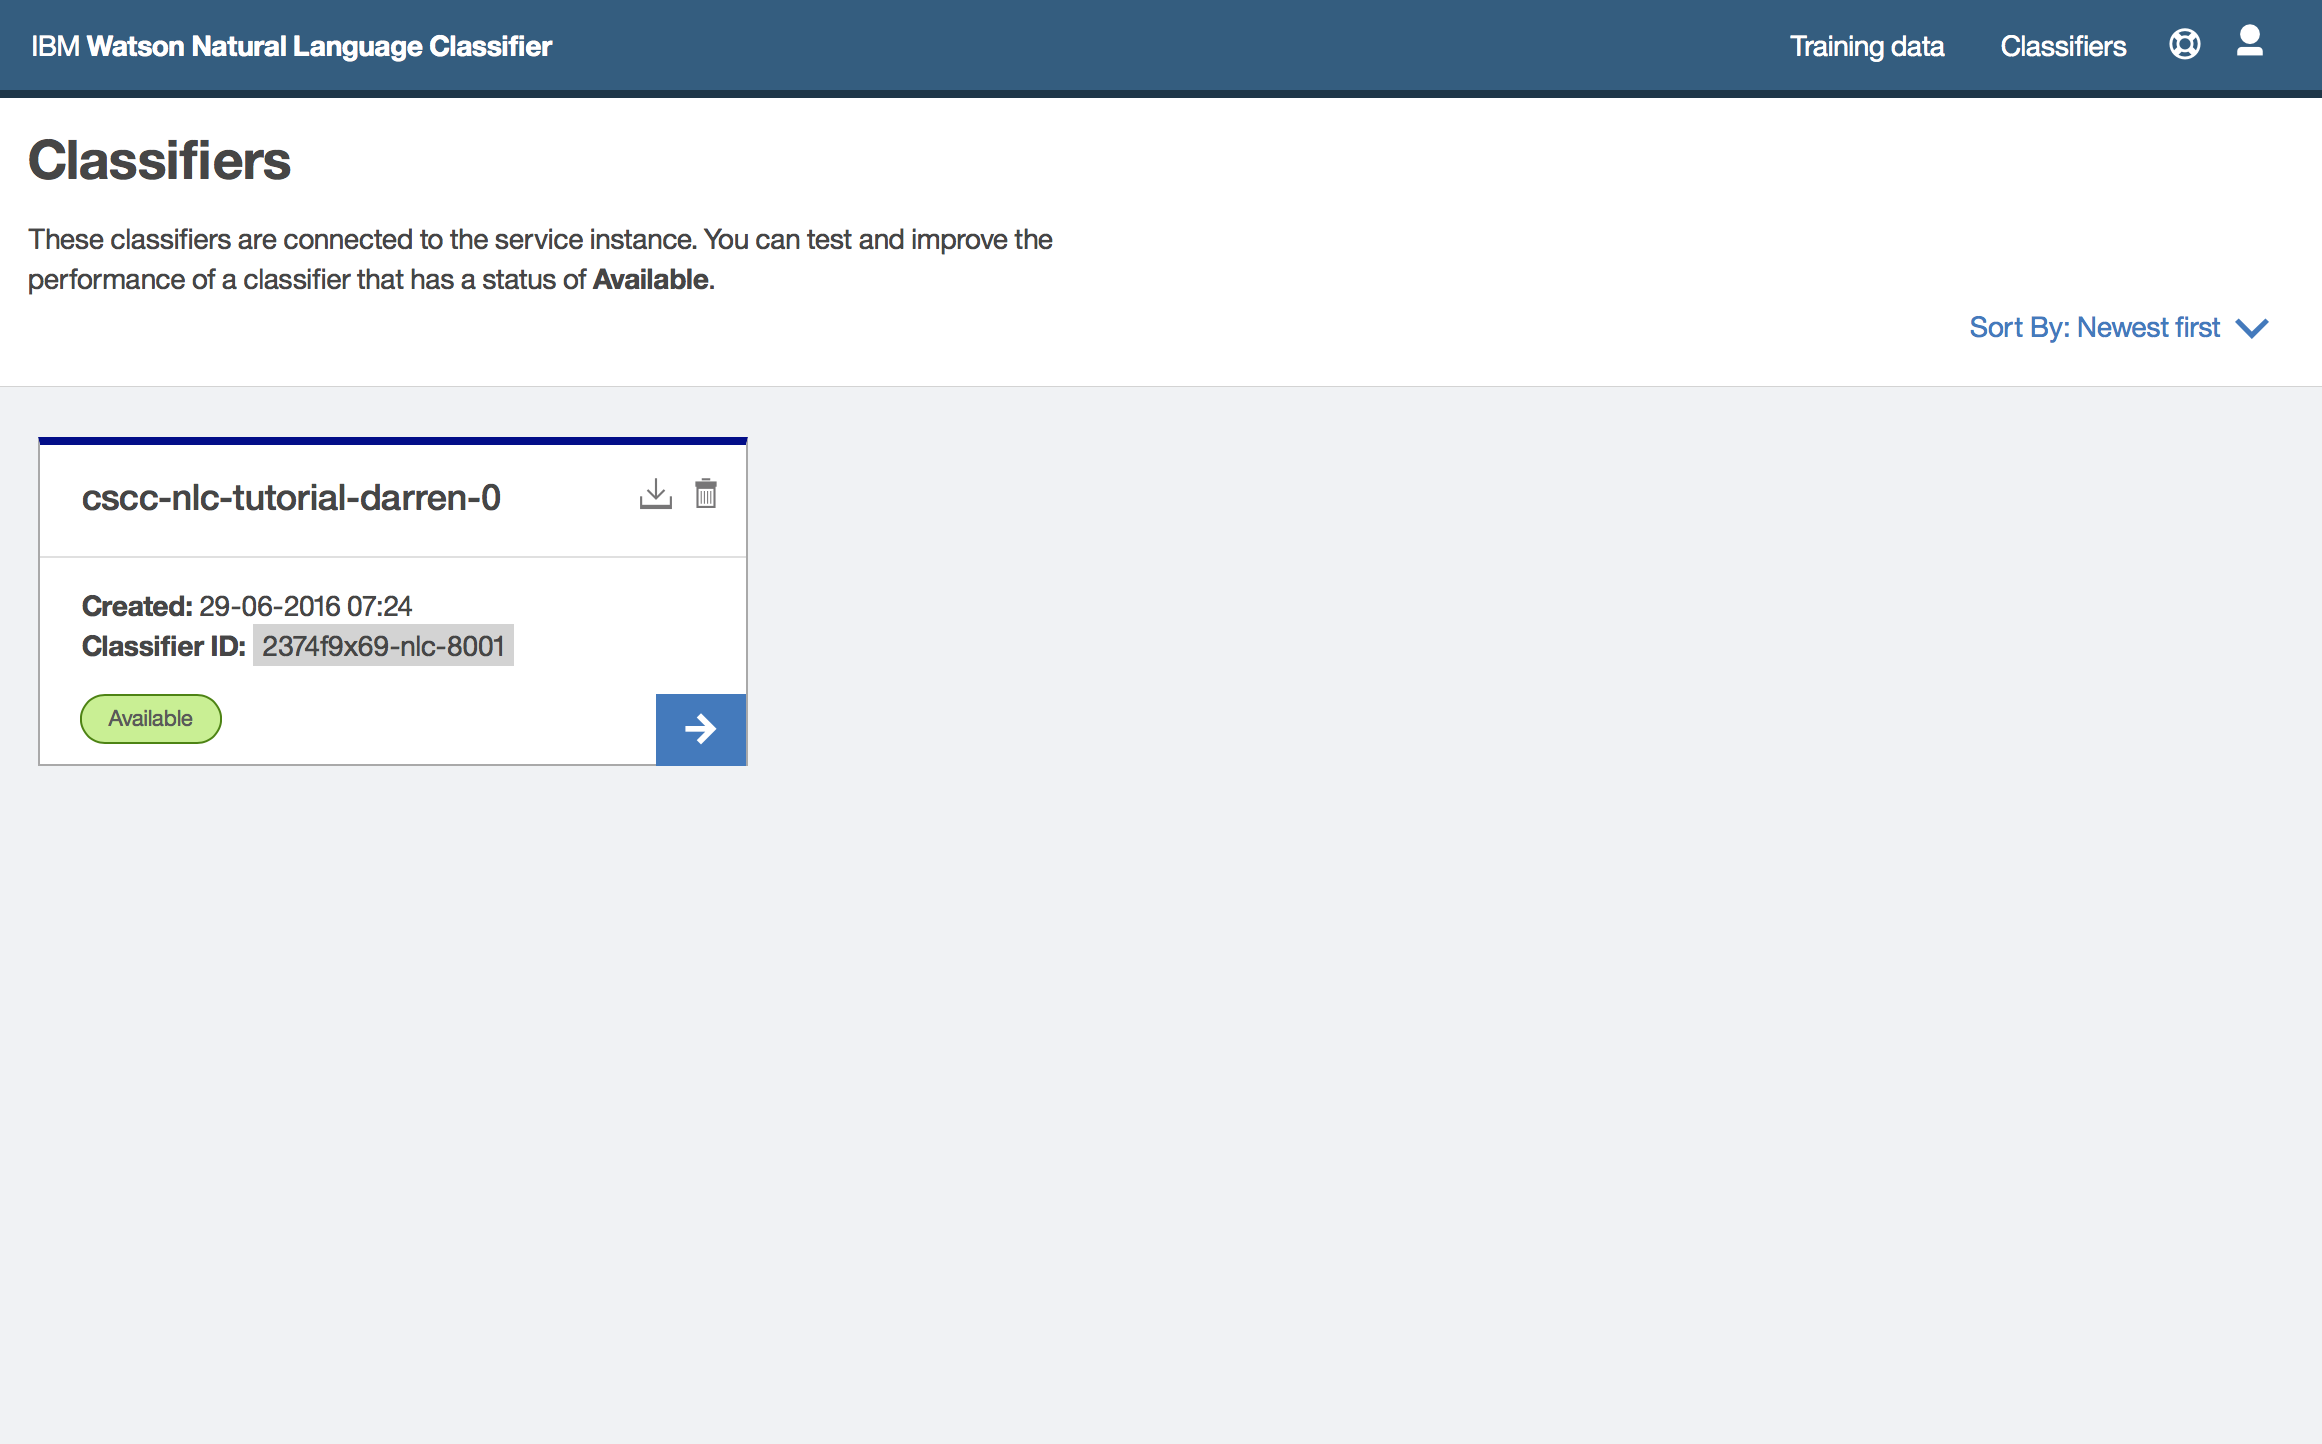 IBM Watson Natural Language Classifier
Training data
Classifiers
Classifiers
These classifiers are connected to the service instance. You can test and improve the
performance of a classifier that has a status of Available.
Sort By: Newest first
cscc-nlc-tutorial-darren-0
Created: 29-06-2016 07:24
Classifier ID: 2374f9x69-nlc-8001
Available